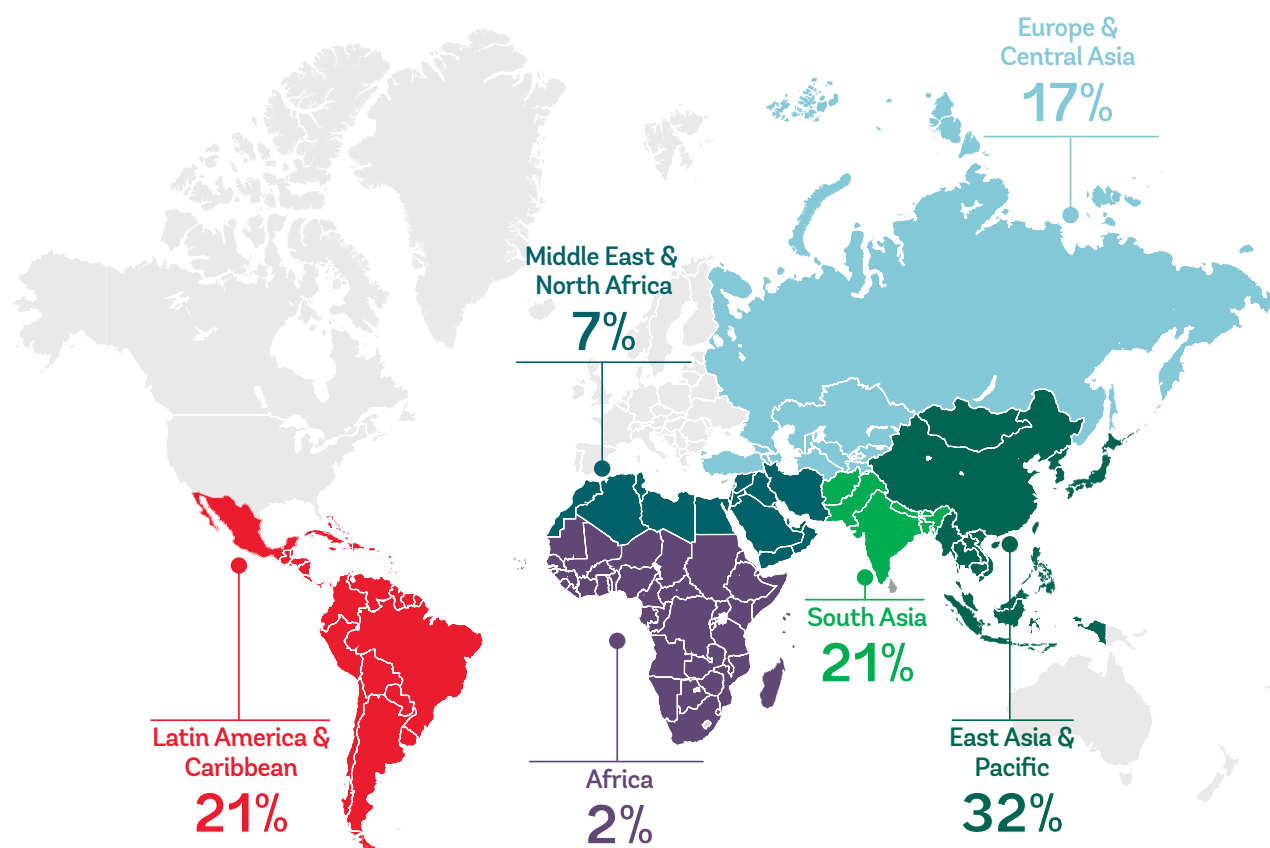 Europe &
Central Asia
17%
Middle East &
North Africa
7%
South Asia
21%
Latin America &
Caribbean
21%
Africa
2%
East Asia &
Pacific
32%